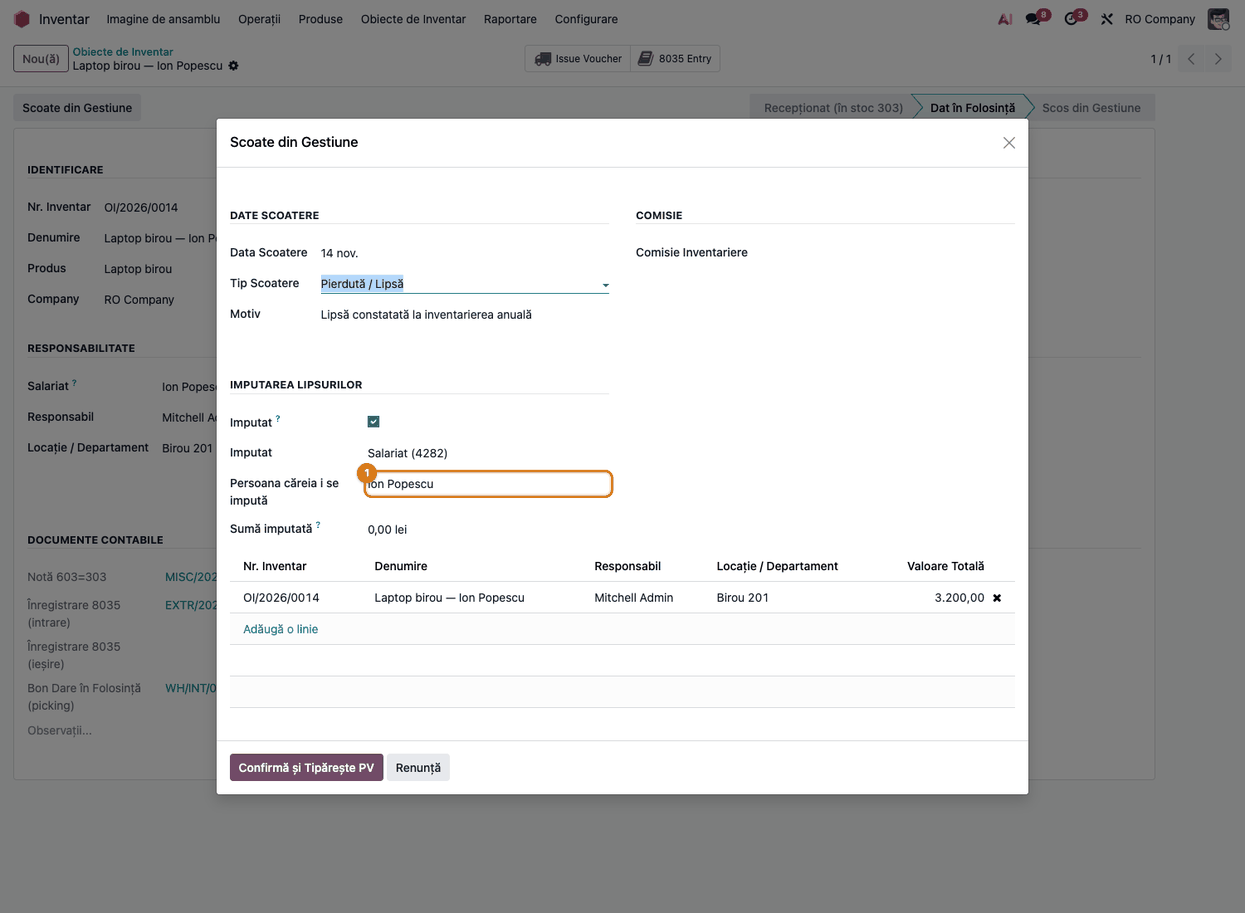 Inventar
Imagine de ansamblu
Operații
Produse
Obiecte de Inventar
Raportare
Configurare
8
3
RO Company
Nou(ă)
Obiecte de Inventar
Laptop birou — Ion Popescu
Issue Voucher
8035 Entry
1 / 1
Scoate din Gestiune
Recepționat (în stoc 303)
Dat în Folosință
Scos din Gestiune
IDENTIFICARE
Nr. Inventar OI/2026/0014
Denumire Laptop birou — Ion
Produs Laptop birou
Company RO Company
RESPONSABILITATE
Salariat ? Ion
Responsabil Mitchell
Locație / Departament Birou 201
DOCUMENTE CONTABILE
Notă 603=303 MISC/202
Înregistrare 8035 EXTR/202
(intrare)
Înregistrare 8035
(ieșire)
Bon Dare în Folosință WH/INT/0
(picking)
Observații...
Scoate din Gestiune
DATE SCOATERE
Data Scoatere 14 nov.
Tip Scoatere Pierdută / Lipsă
Motiv Lipsă constatată la inventarierea anuală
COMISIE
Comisie Inventariere
IMPUTAREA LIPSURILOR
Imputat ?
Imputat Salariat (4282)
1
Persoana căreia i se Ion Popescu
impută
Sumă imputată ? 0,00 lei
Nr. Inventar Denumire Responsabil Locație / Departament Valoare Totală
OI/2026/0014 Laptop birou — Ion Popescu Mitchell Admin Birou 201 3.200,00
Adăugă o linie
Confirmă și Tipărește PV
Renunță